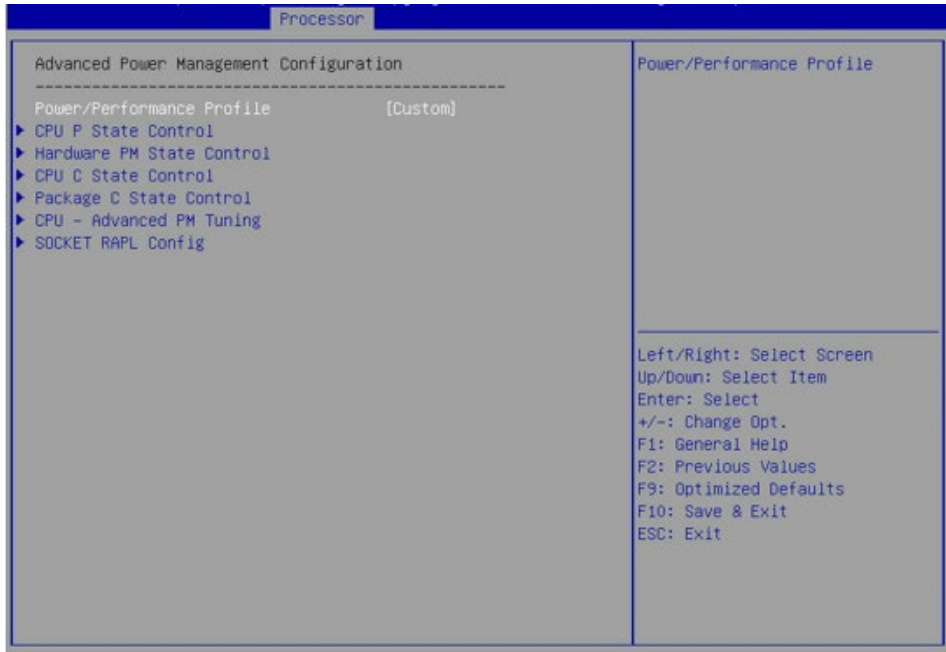 Processor
Advanced Power Management Configuration
--------------------------------------------------
Power/Performance Profile [Custom]
CPU P State Control
Hardware PM State Control
CPU C State Control
Package C State Control
CPU - Advanced PM Tuning
SOCKET RAPL Config
Power/Performance Profile
Left/Right: Select Screen
Up/Down: Select Item
Enter: Select
+/-: Change Opt.
F1: General Help
F2: Previous Values
F9: Optimized Defaults
F10: Save & Exit
ESC: Exit